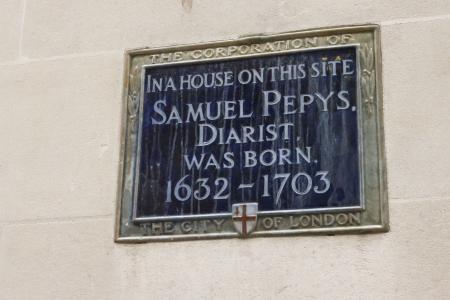 THE CORPORATION OF
IN A HOUSE ON THIS SITE
SAMUEL PEPYS.
DIARIST
WAS BORN.
1632 - 1703
THE CITY OF LONDON